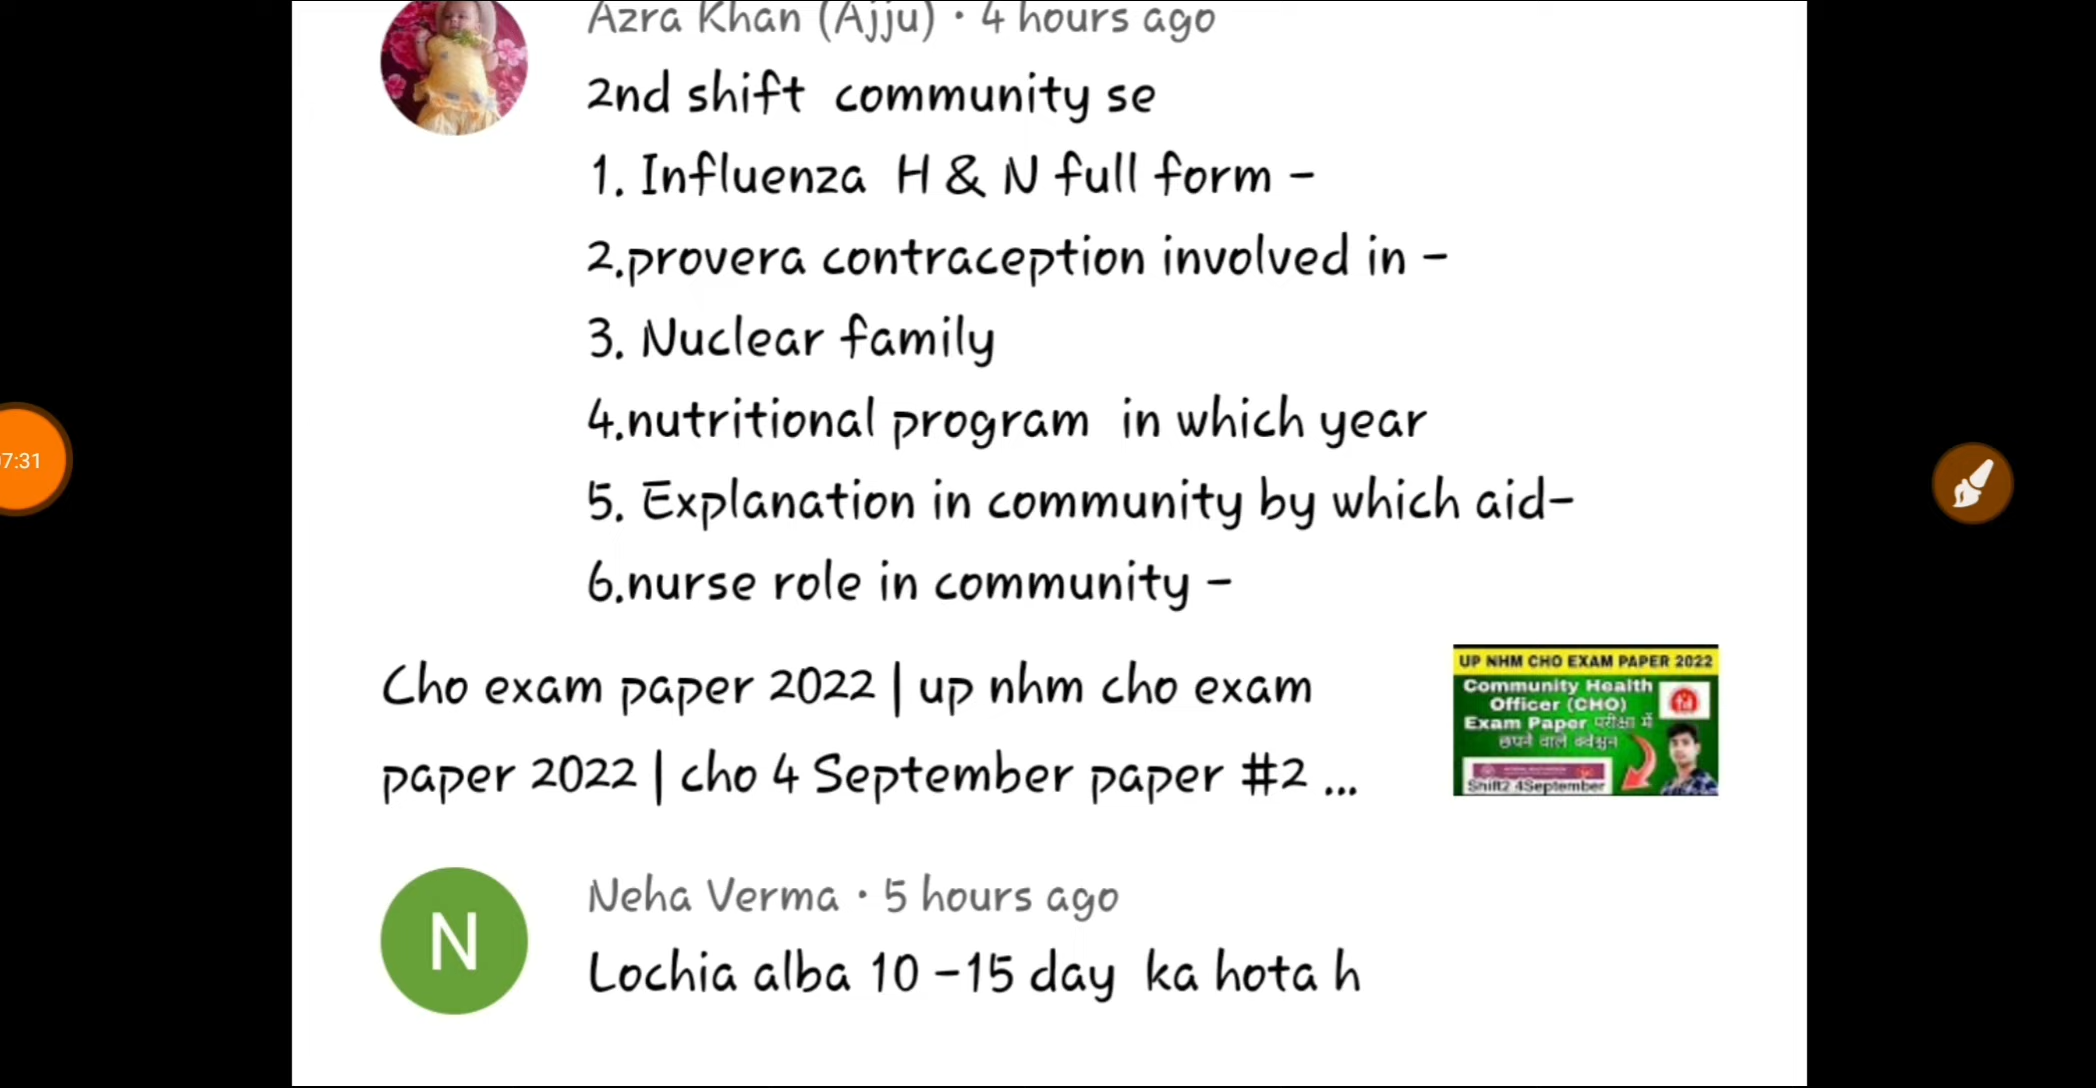 Azra Khan (Ajju) • 4 hours ago
2nd shift community se
1. Influenza H & N full form -
2.provera contraception involved in -
3. Nuclear family
4.nutritional program in which year
5. Explanation in community by which aid-
6.nurse role in community -
Cho exam paper 2022 | up nhm cho exam
paper 2022 | cho 4 September paper #2 ...
UP NHM CHO EXAM PAPER 2022
Community Health
Officer (CHO)
Exam Paper परीक्षा में
छपने वाले क्वेश्चन
Shift2 4September
7:31
N
Neha Verma • 5 hours ago
Lochia alba 10 -15 day ka hota h